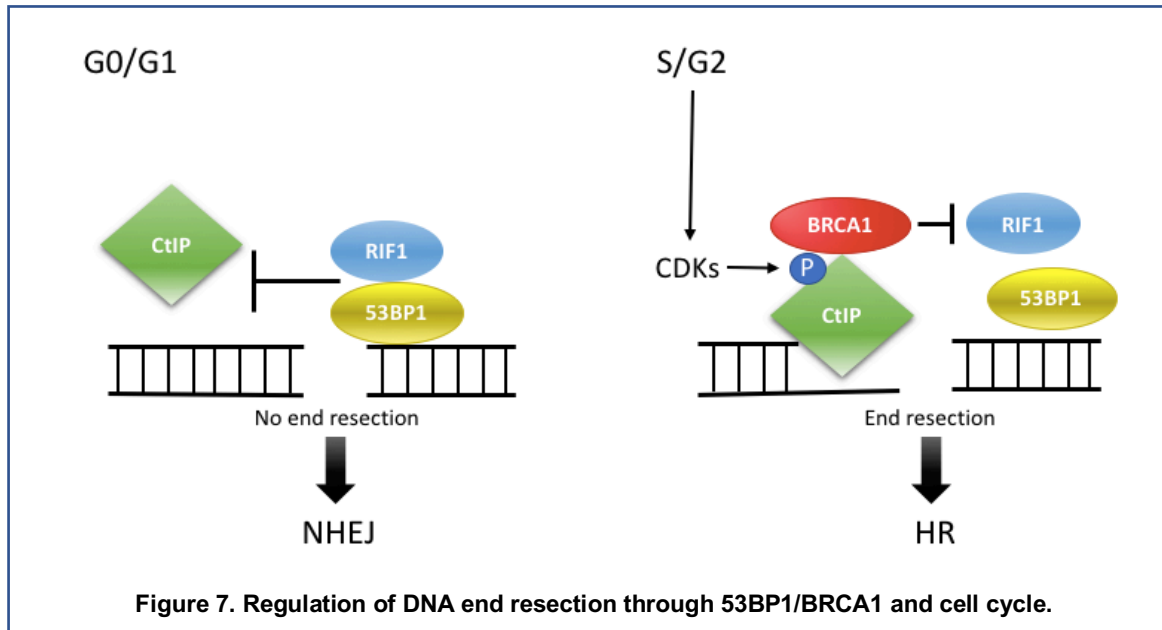 G0/G1
CtIP
RIF1
53BP1
No end resection
NHEJ
S/G2
CDKs
P
BRCA1
RIF1
CtIP
53BP1
End resection
HR
Figure 7. Regulation of DNA end resection through 53BP1/BRCA1 and cell cycle.